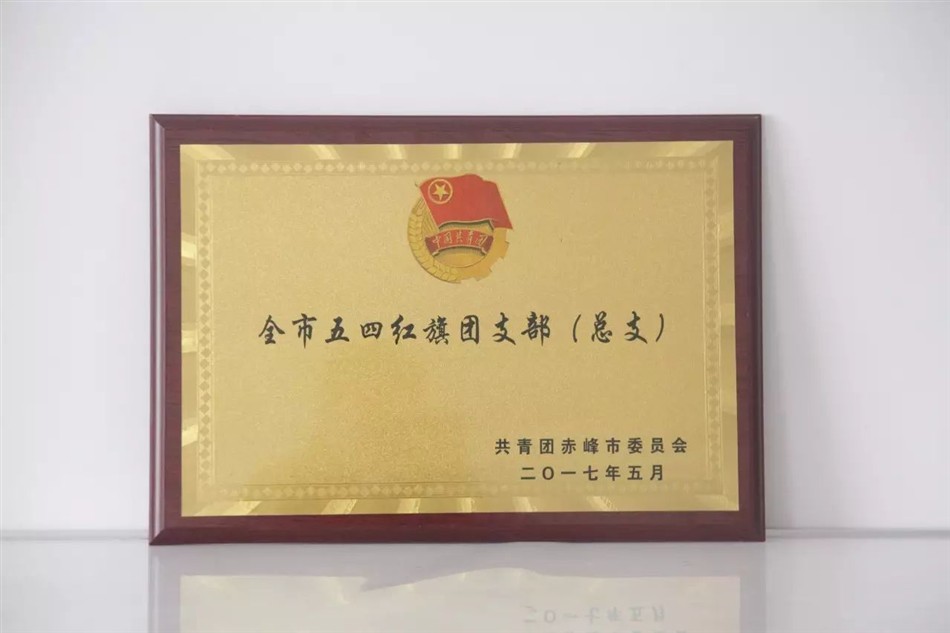 中国共青团
全市五四红旗团支部（总支）
共青团赤峰市委员会
二〇一七年五月